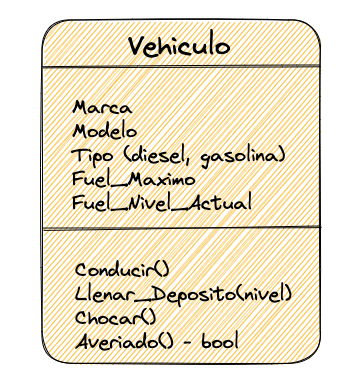 Vehiculo
Marca
Modelo
Tipo (diesel, gasolina)
Fuel_Maximo
Fuel_Nivel_Actual
Conducir()
Llenar_Deposito(nivel)
Chocar()
Averiado() - bool